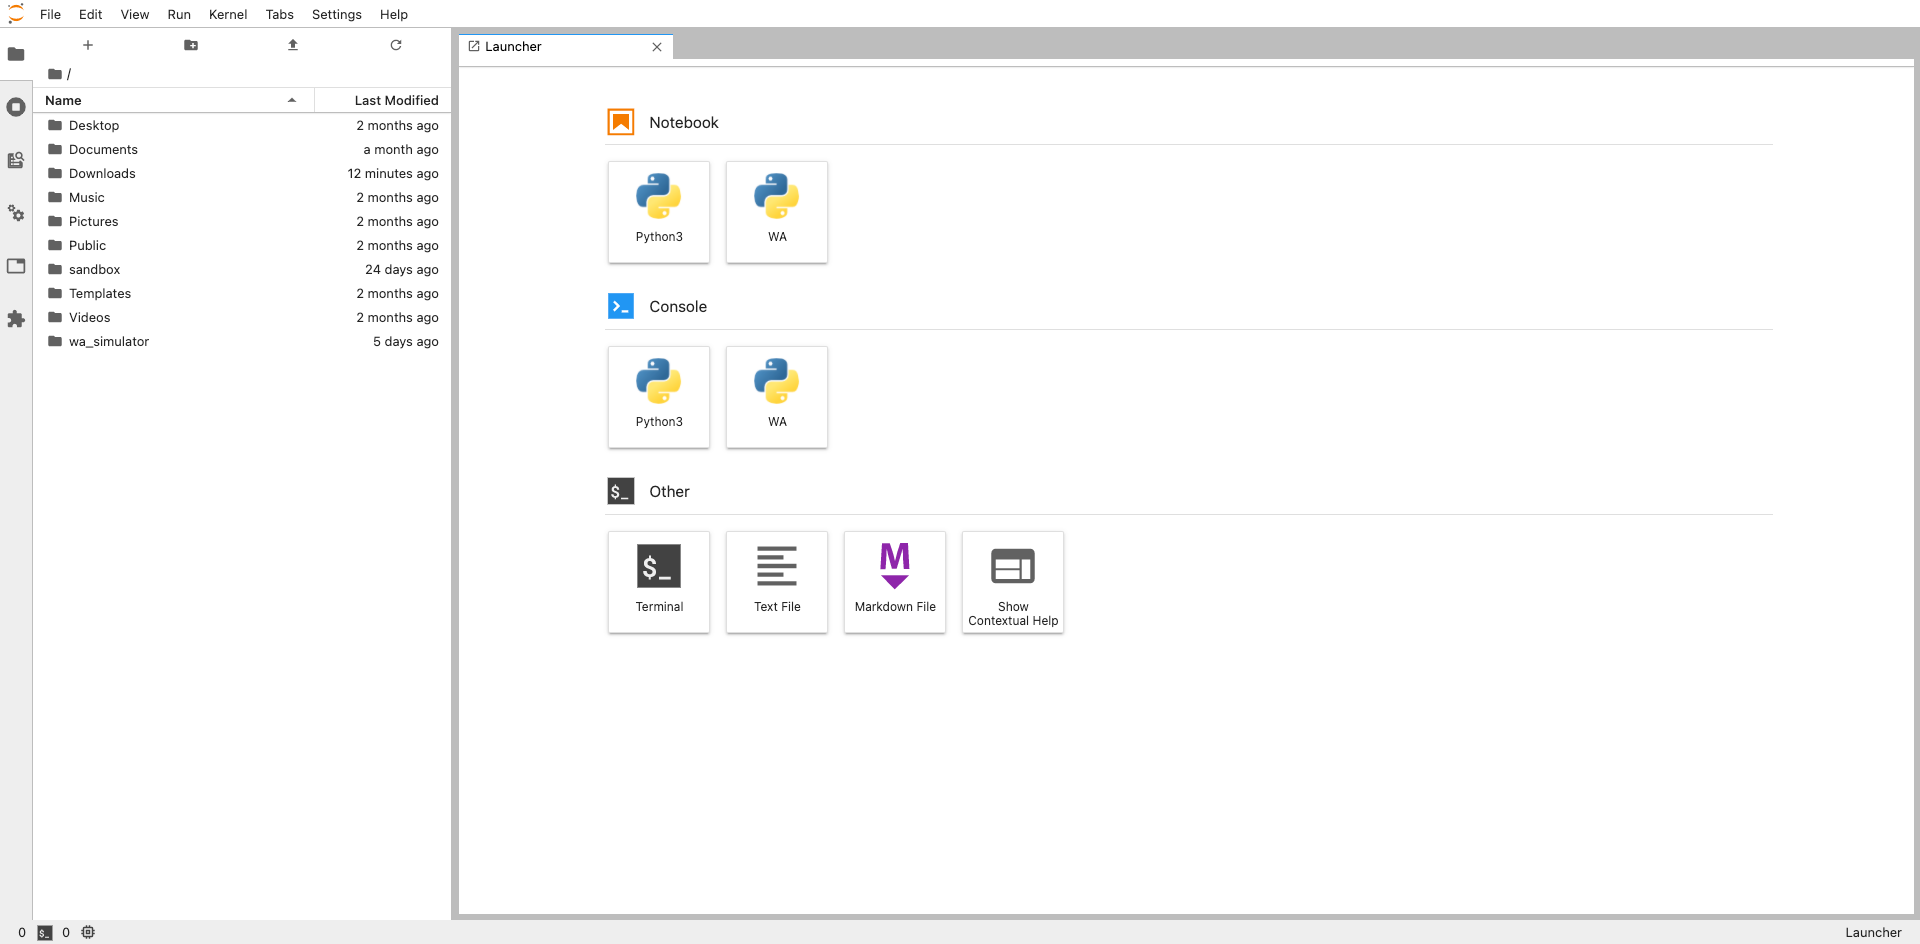 File Edit View Run Kernel Tabs Settings Help
Launcher
/
Name Last Modified
Desktop 2 months ago
Documents a month ago
Downloads 12 minutes ago
Music 2 months ago
Pictures 2 months ago
Public 2 months ago
sandbox 24 days ago
Templates 2 months ago
Videos 2 months ago
wa_simulator 5 days ago
Notebook
Python3 WA
Console
Python3 WA
$_ Other
$_ M
Terminal Text File Markdown File Show
Contextual Help
0 $_ 0 Launcher